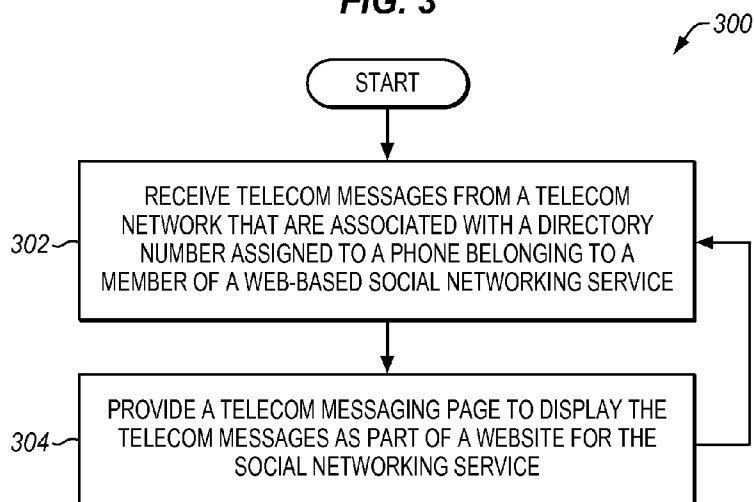 FIG. 3
300
START
302
RECEIVE TELECOM MESSAGES FROM A TELECOM
NETWORK THAT ARE ASSOCIATED WITH A DIRECTORY
NUMBER ASSIGNED TO A PHONE BELONGING TO A
MEMBER OF A WEB-BASED SOCIAL NETWORKING SERVICE
304
PROVIDE A TELECOM MESSAGING PAGE TO DISPLAY THE
TELECOM MESSAGES AS PART OF A WEBSITE FOR THE
SOCIAL NETWORKING SERVICE